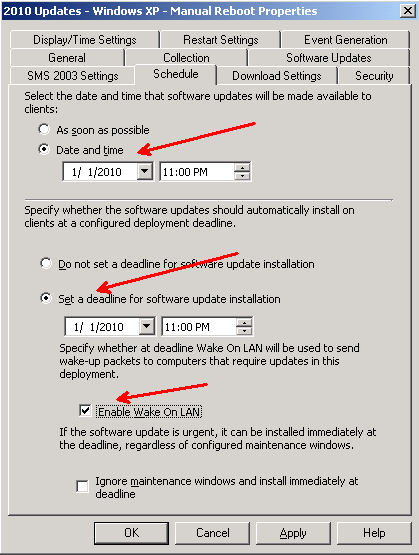 2010 Updates - Windows XP - Manual Reboot Properties
Display/Time Settings
Restart Settings
Event Generation
General
Collection
Software Updates
SMS 2003 Settings
Schedule
Download Settings
Security
Select the date and time that software updates will be made available to
clients:
As soon as possible
Date and time
1/ 1/2010
11:00 PM
Specify whether the software updates should automatically install on
clients at a configured deployment deadline.
Do not set a deadline for software update installation
Set a deadline for software update installation
1/ 1/2010
11:00 PM
Specify whether at deadline Wake On LAN will be used to send
wake-up packets to computers that require updates in this
deployment.
Enable Wake On LAN
If the software update is urgent, it can be installed immediately at
the deadline, regardless of configured maintenance windows.
Ignore maintenance windows and install immediately at
deadline
OK
Cancel
Apply
Help